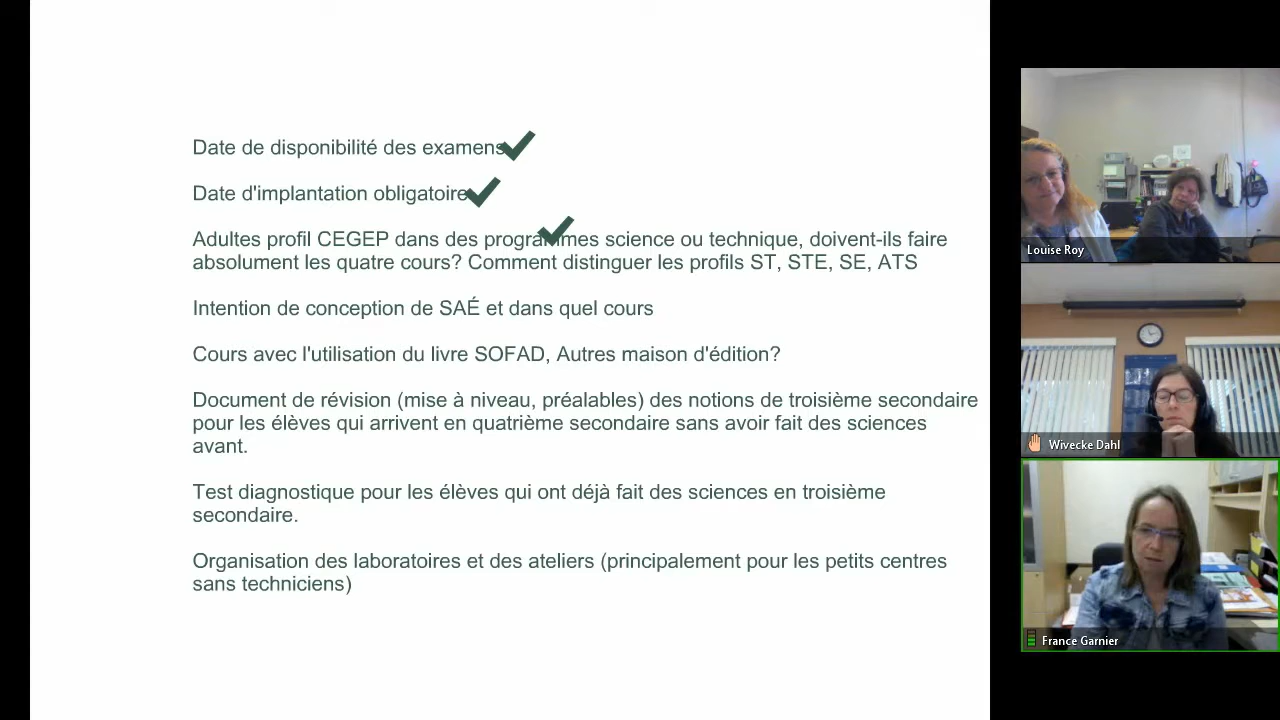 Date de disponibilité des examens
Date d'implantation obligatoire
Adultes profil CEGEP dans des programmes science ou technique, doivent-ils faire
absolument les quatre cours? Comment distinguer les profils ST, STE, SE, ATS
Intention de conception de SAÉ et dans quel cours
Cours avec l'utilisation du livre SOFAD, Autres maison d'édition?
Document de révision (mise à niveau, préalables) des notions de troisième secondaire
pour les élèves qui arrivent en quatrième secondaire sans avoir fait des sciences
avant.
Test diagnostique pour les élèves qui ont déjà fait des sciences en troisième
secondaire.
Organisation des laboratoires et des ateliers (principalement pour les petits centres
sans techniciens)
Louise Roy
Wivecke Dahl
France Garnier